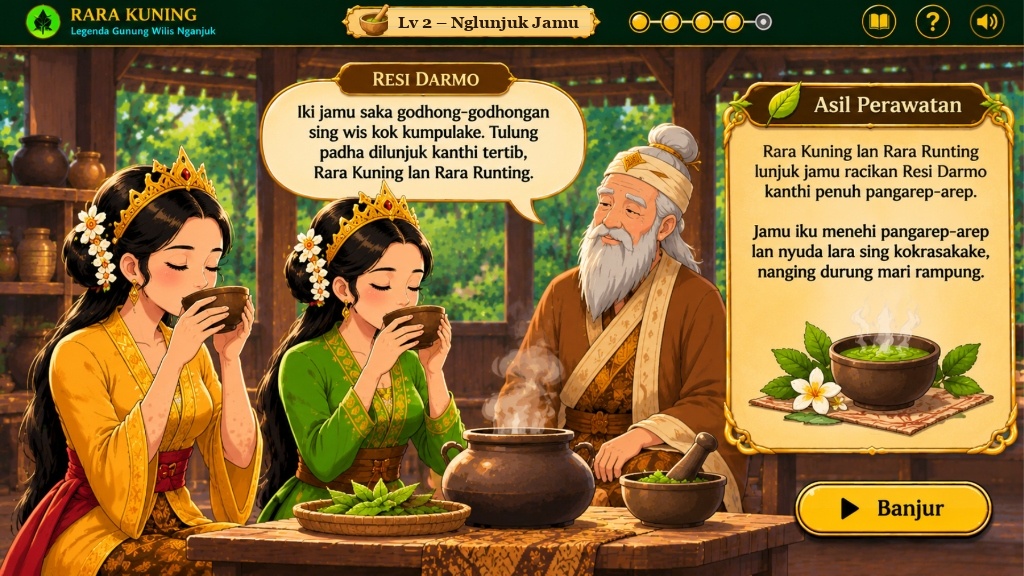 RARA KUNING
Legenda Gunung Wilis Nganjuk
Lv 2 – Nglunjuk Jamu
?
RESI DARMO
Iki jamu saka godhong-godhongan
sing wis kok kumpulake. Tulung
padha dilunjuk kanthi tertib,
Rara Kuning lan Rara Runting.
Asil Perawatan
Rara Kuning lan Rara Runting
lunjuk jamu racikan Resi Darmo
kanthi penuh pangarep-arep.
Jamu iku menehi pangarep-arep
lan nyuda lara sing kokrasakake,
nanging durung mari rampung.
Banjur